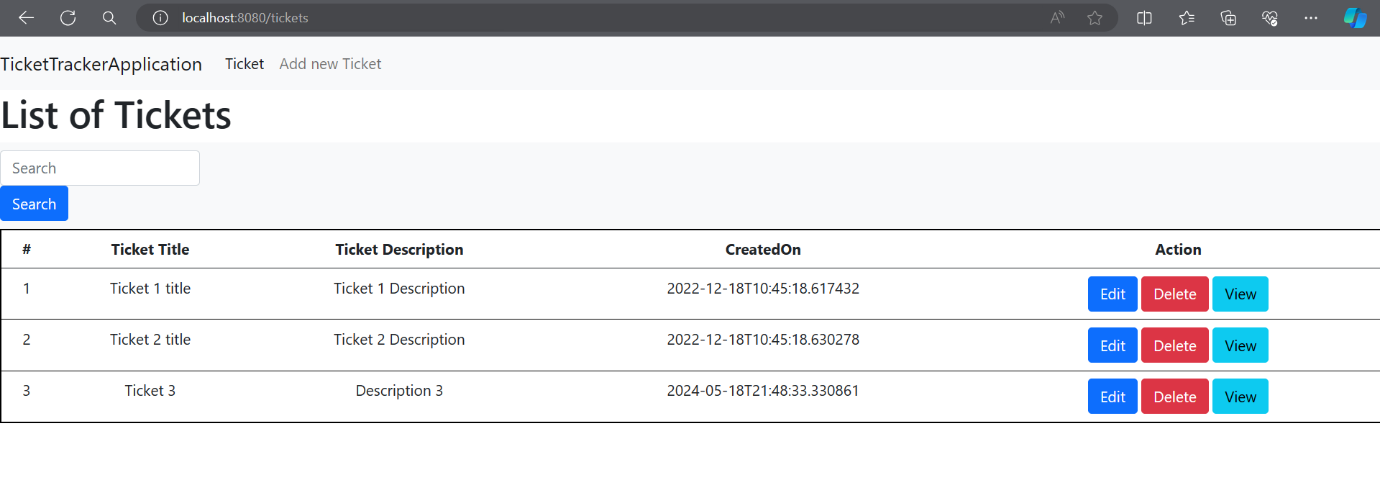 localhost:8080/tickets
TicketTrackerApplication Ticket Add new Ticket
List of Tickets
Search
Search
# Ticket Title Ticket Description CreatedOn Action
1 Ticket 1 title Ticket 1 Description 2022-12-18T10:45:18.617432 Edit Delete View
2 Ticket 2 title Ticket 2 Description 2022-12-18T10:45:18.630278 Edit Delete View
3 Ticket 3 Description 3 2024-05-18T21:48:33.330861 Edit Delete View